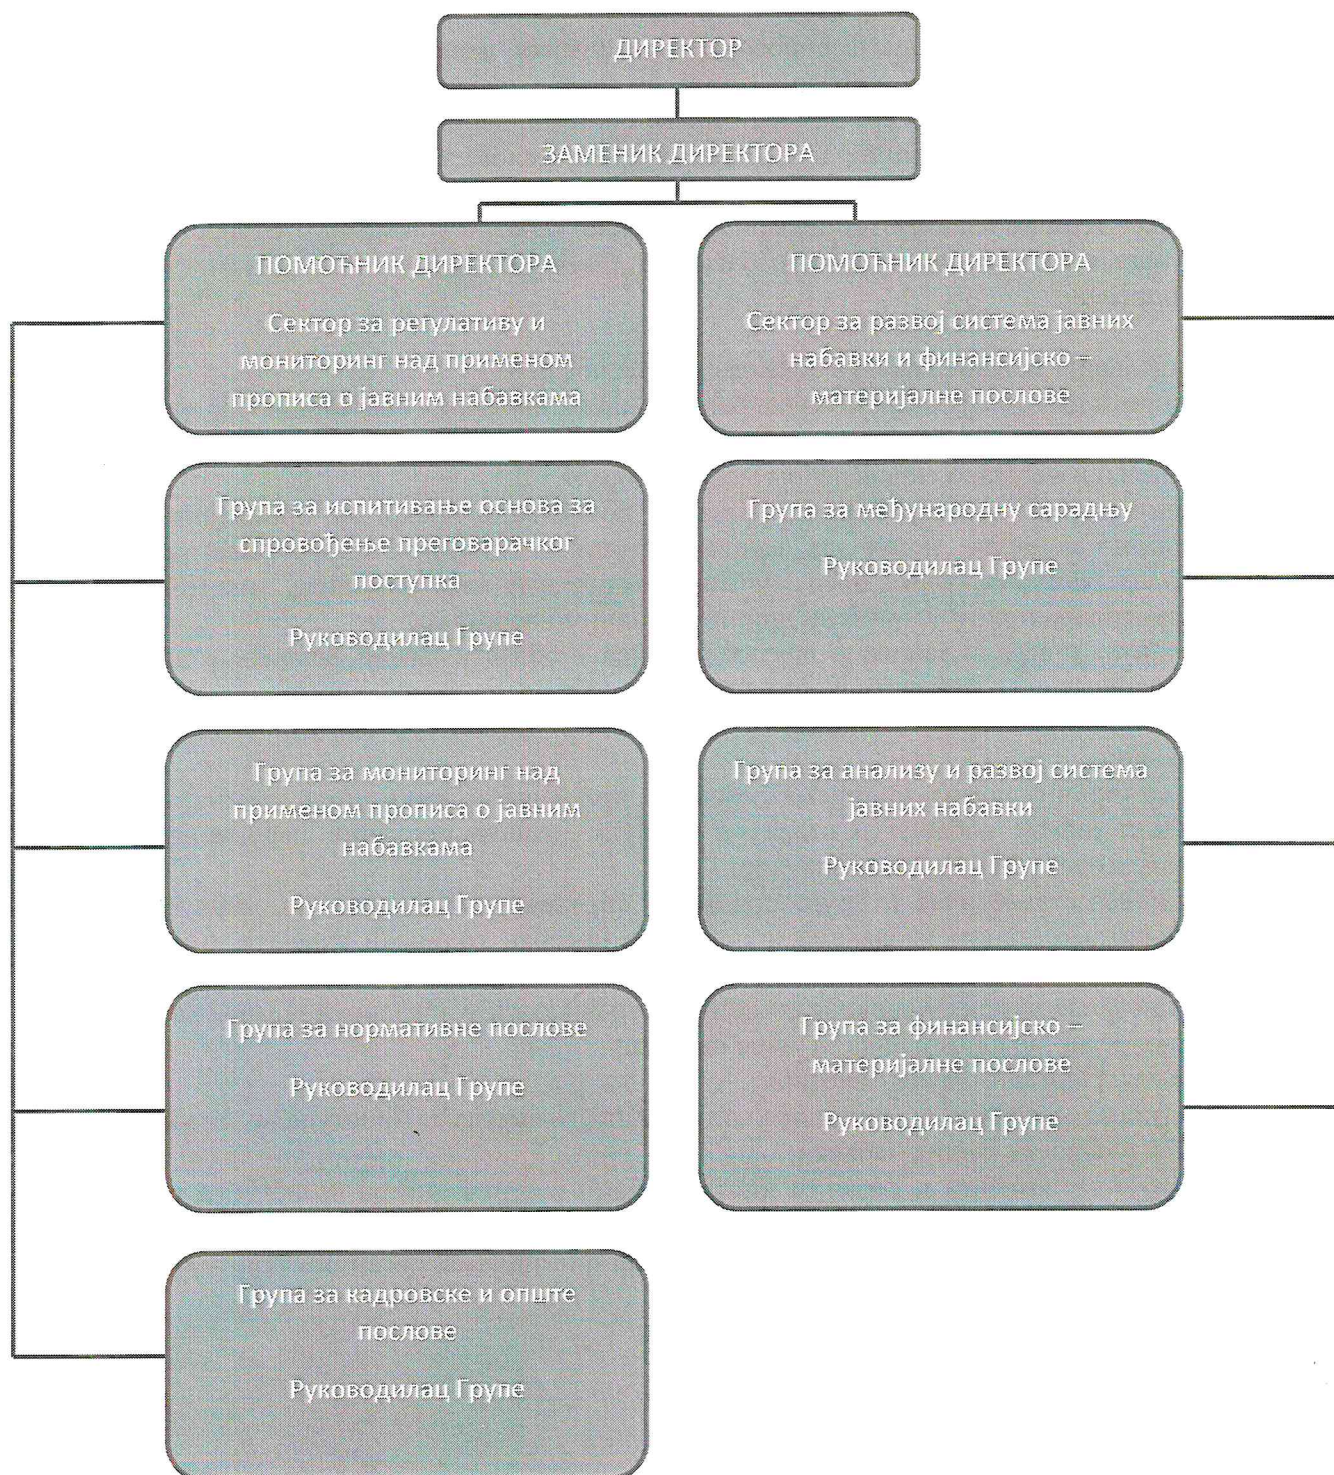 ДИРЕКТОР
ЗАМЕНИК ДИРЕКТОРА
ПОМОЋНИК ДИРЕКТОРА
Сектор за регулативу и
мониторинг над применом
прописа о јавним набавкама
ПОМОЋНИК ДИРЕКТОРА
Сектор за развој система јавних
набавки и финансијско –
материјалне послове
Група за испитивање основа за
спровођење преговарачког
поступка
Руководилац Групе
Група за међународну сарадњу
Руководилац Групе
Група за мониторинг над
применом прописа о јавним
набавкама
Руководилац Групе
Група за анализу и развој система
јавних набавки
Руководилац Групе
Група за нормативне послове
Руководилац Групе
Група за финансијско –
материјалне послове
Руководилац Групе
Група за кадровске и опште
послове
Руководилац Групе